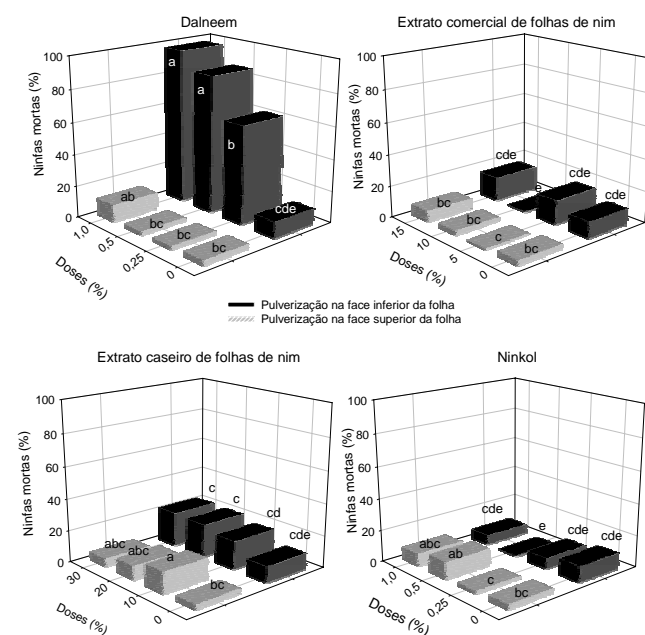 Dalneem
Extrato comercial de folhas de nim
Ninfas mortas (%)
100
80
60
40
20
0
1,0
0,5
0,25
0
Doses (%)
a
a
b
cde
ab
bc
bc
bc
Ninfas mortas (%)
100
80
60
40
20
0
15
10
5
0
Doses (%)
cde
e
cde
cde
bc
bc
c
bc
Pulverização na face inferior da folha
Pulverização na face superior da folha
Extrato caseiro de folhas de nim
Ninkol
Ninfas mortas (%)
100
80
60
40
20
0
30
20
10
0
Doses (%)
c
c
cd
cde
abc
abc
a
bc
Ninfas mortas (%)
100
80
60
40
20
0
1,0
0,5
0,25
0
Doses (%)
cde
e
cde
cde
abc
ab
c
bc